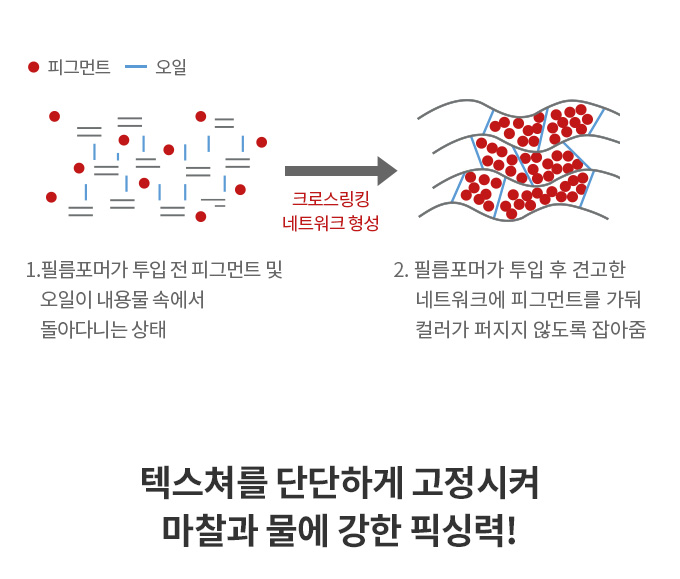 피그먼트 오일
크로스링킹
네트워크 형성
1.필름포머가 투입 전 피그먼트 및
오일이 내용물 속에서
돌아다니는 상태
2. 필름포머가 투입 후 견고한
네트워크에 피그먼트를 가둬
컬러가 퍼지지 않도록 잡아줌
텍스쳐를 단단하게 고정시켜
마찰과 물에 강한 픽싱력!